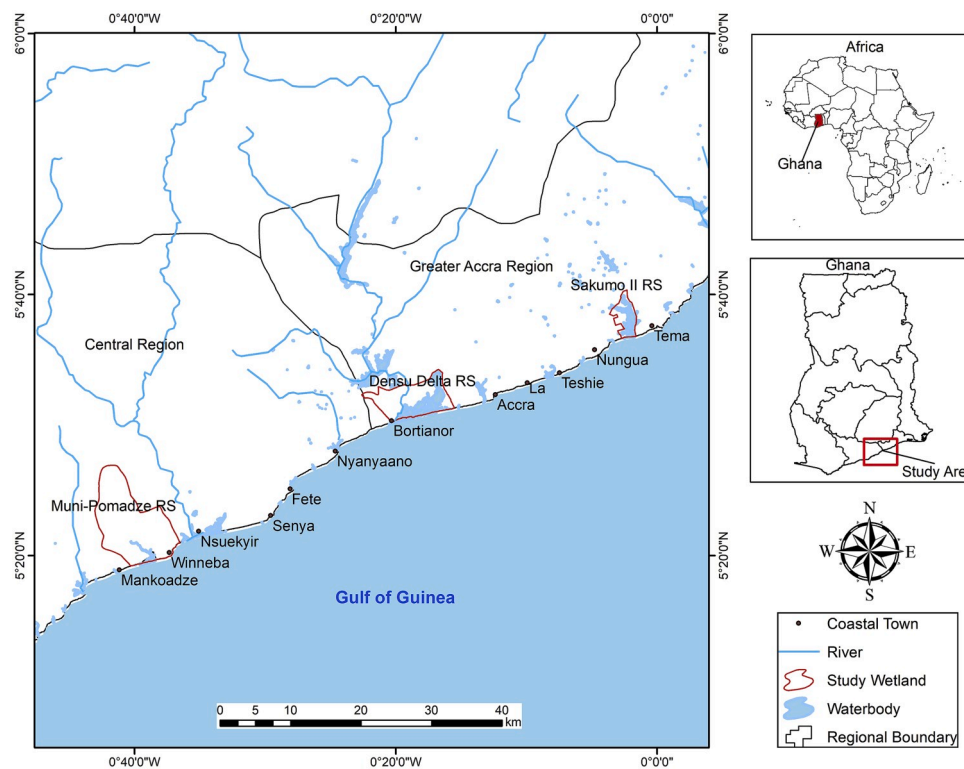 0°40'0"W
0°20'0"W
0°0'0"
6°0'0"N
6°0'0"N
Greater Accra Region
Sakumo II RS
5°40'0"N
5°40'0"N
Tema
Central Region
Nungua
Teshie
Densu Delta RS
La
Accra
Bortianor
Nyanyaano
Fete
Muni-Pomadze RS
Senya
Nsuekyir
Winneba
5°20'0"N
5°20'0"N
Mankoadze
Gulf of Guinea
0 5 10 20 30 40
km
0°40'0"W
0°20'0"W
0°0'0"
Africa
Ghana
Ghana
Study Are
N
W
E
S
Coastal Town
River
Study Wetland
Waterbody
Regional Boundary